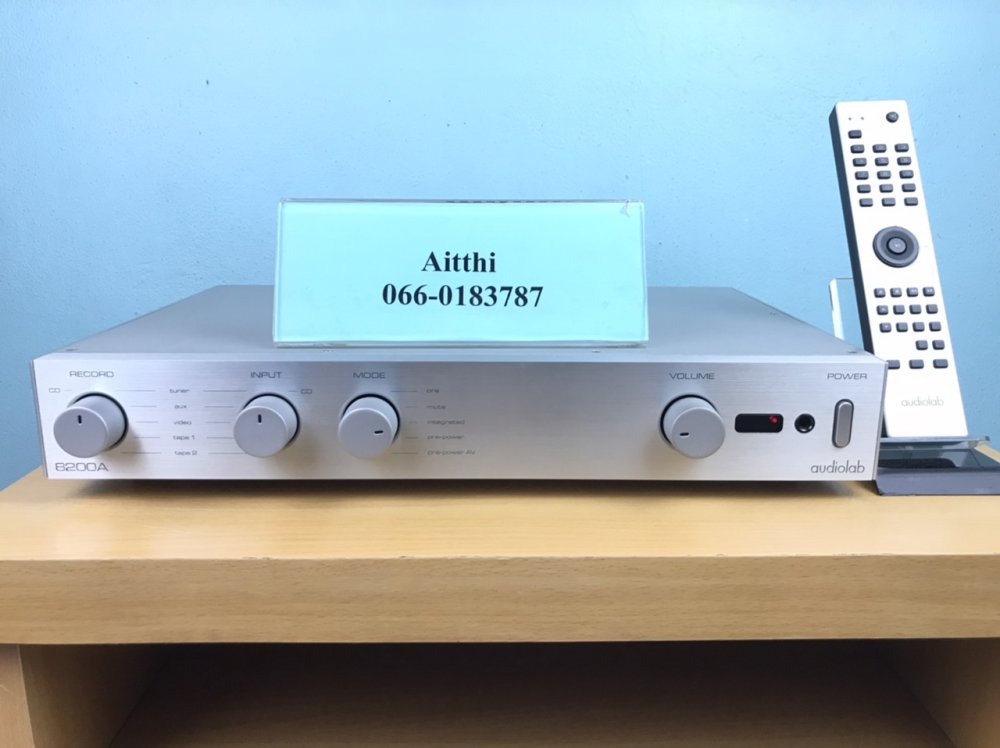 Aitthi
066-0183787
RECORD
INPUT
MODE
VOLUME
POWER
CD
tuner
CD
pre
aux
mute
video
integrated
tape 1
pre-power
tape 2
pre-power AV
8200A
audiolab
audiolab